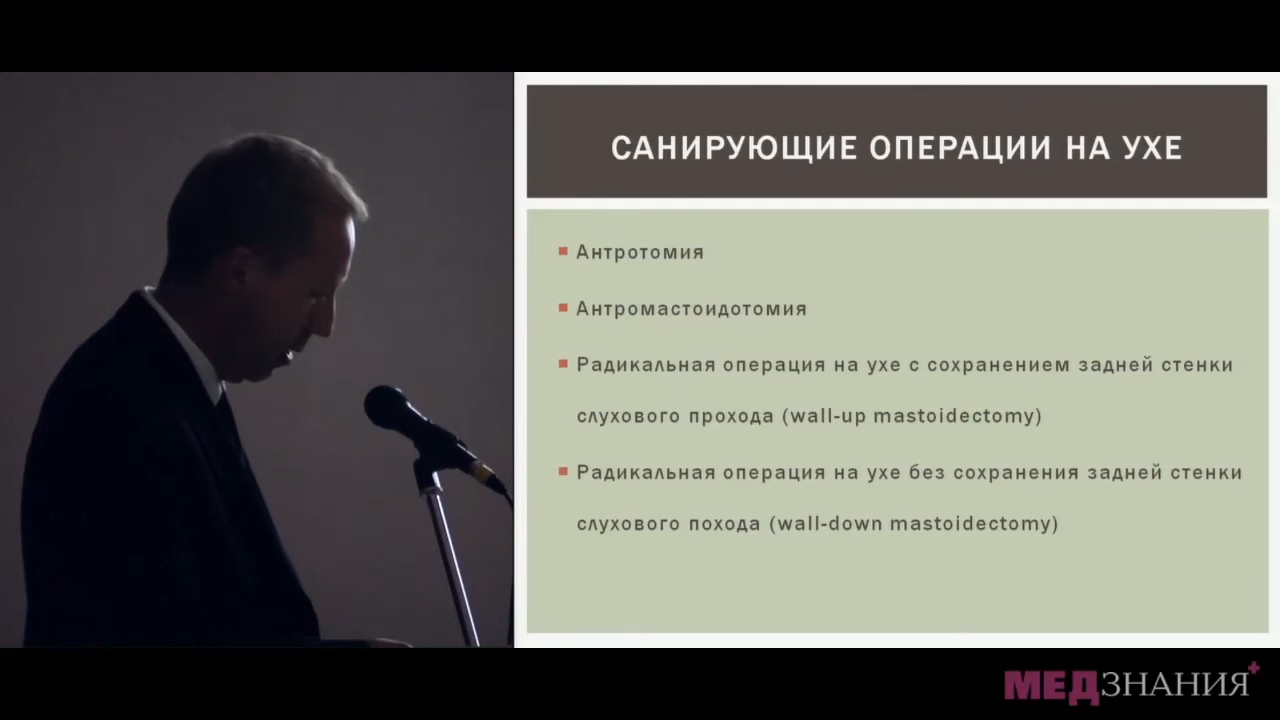 САНИРУЮЩИЕ ОПЕРАЦИИ НА УХЕ
Антротомия
Антромастоидотомия
Радикальная операция на ухе с сохранением задней стенки
слухового прохода (wall-up mastoidectomy)
Радикальная операция на ухе без сохранения задней стенки
слухового похода (wall-down mastoidectomy)
МЕДЗНАНИЯ+